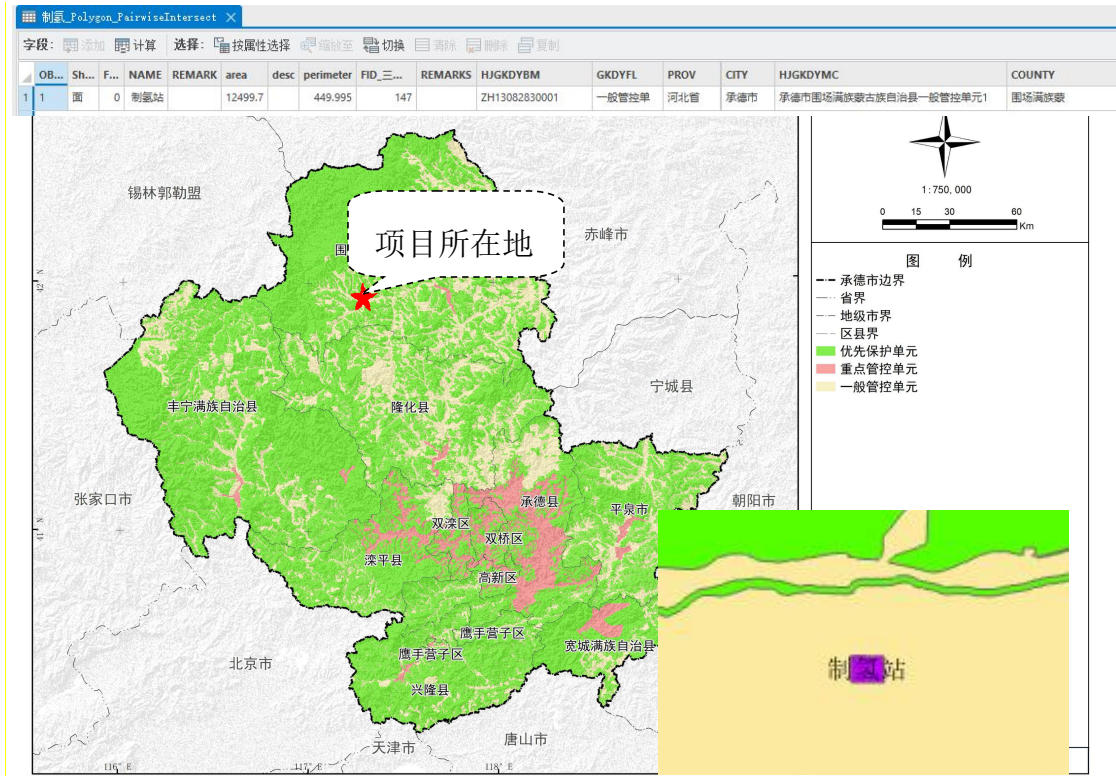 制氢_Polygon_PairwiseIntersect
字段: 添加 计算 选择: 按属性选择 缩放至 切换 清除 删除 复制
OB... Sh... F... NAME REMARK area desc perimeter FID_三... REMARKS HJGKDYBM GKDYFL PROV CITY HJGKDYMC COUNTY
1 1 面 0 制氢站 12499.7 449.995 147 ZH13082830001 一般管控单 河北省 承德市 承德市围场满族蒙古族自治县一般管控单元1 围场满族蒙
1:750,000
0 15 30 60
Km
图 例
承德市边界
省界
地级市界
区县界
优先保护单元
重点管控单元
一般管控单元
锡林郭勒盟
项目所在地
围
赤峰市
42° N
宁城县
丰宁满族自治县
隆化县
张家口市
承德县
平泉市
朝阳市
41° N
双滦区
双桥区
滦平县
高新区
鹰手营子区
宽城满族自治县
鹰手营子区
北京市
兴隆县
制氢站
唐山市
天津市
116° E
117° E
118° E